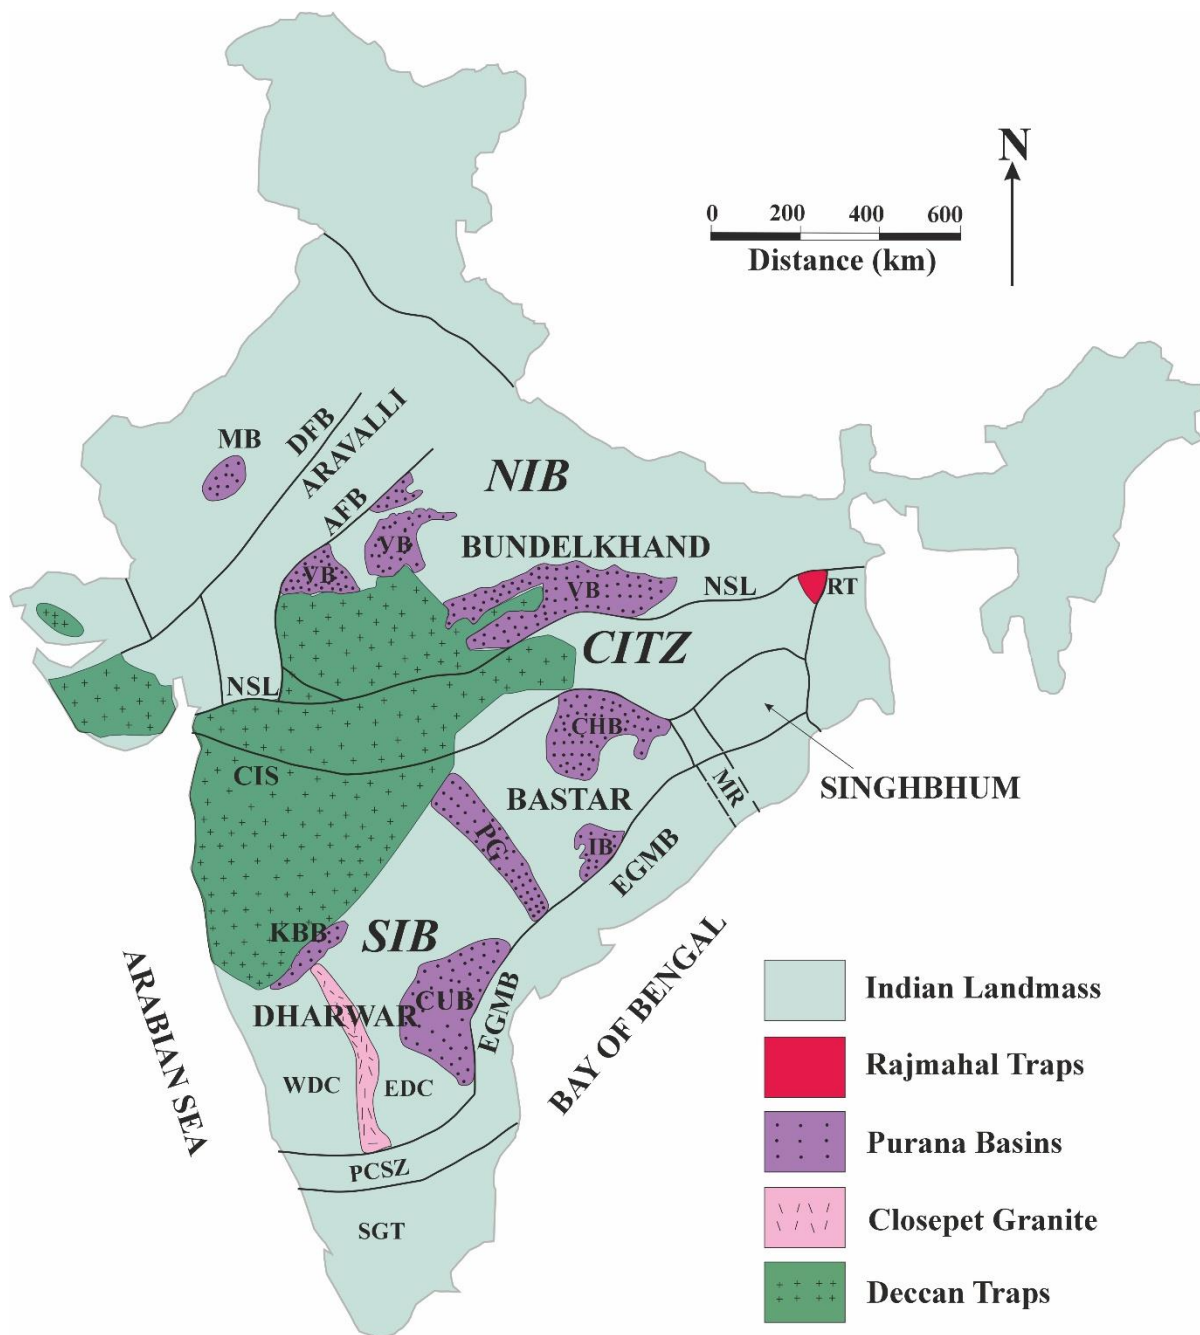 N
0 200 400 600
Distance (km)
MB
DFB
ARAVALLI
AFB
NIB
VB
VB
BUNDELKHAND
VB
NSL
RT
CITZ
NSL
CHB
CIS
BASTAR
MR
SINGHBHUM
PG
IB
EGMB
KBB
SIB
CUB
DHARWAR
EGMB
WDC
EDC
PCSZ
SGT
ARABIAN SEA
BAY OF BENGAL
Indian Landmass
Rajmahal Traps
Purana Basins
Closepet Granite
Deccan Traps